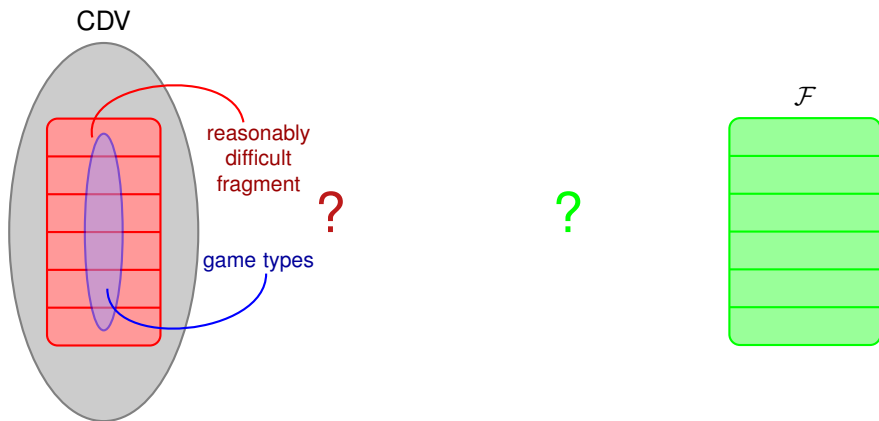 CDV
ℱ
reasonably
difficult
fragment
?
?
game types